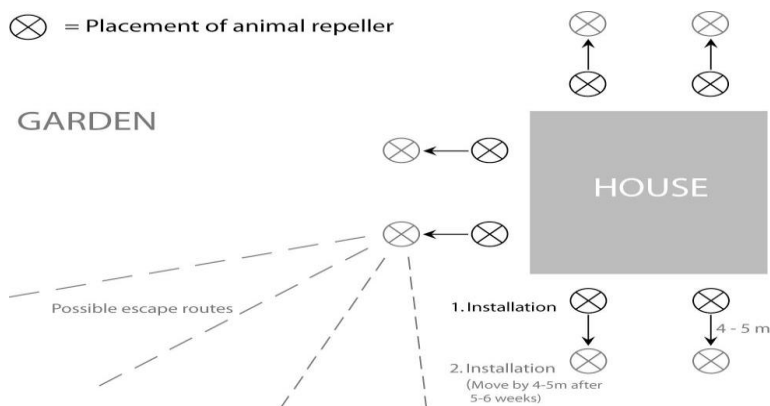 = Placement of animal repeller
GARDEN
HOUSE
Possible escape routes
1. Installation
4 - 5 m
2. Installation
(Move by 4-5m after
5-6 weeks)